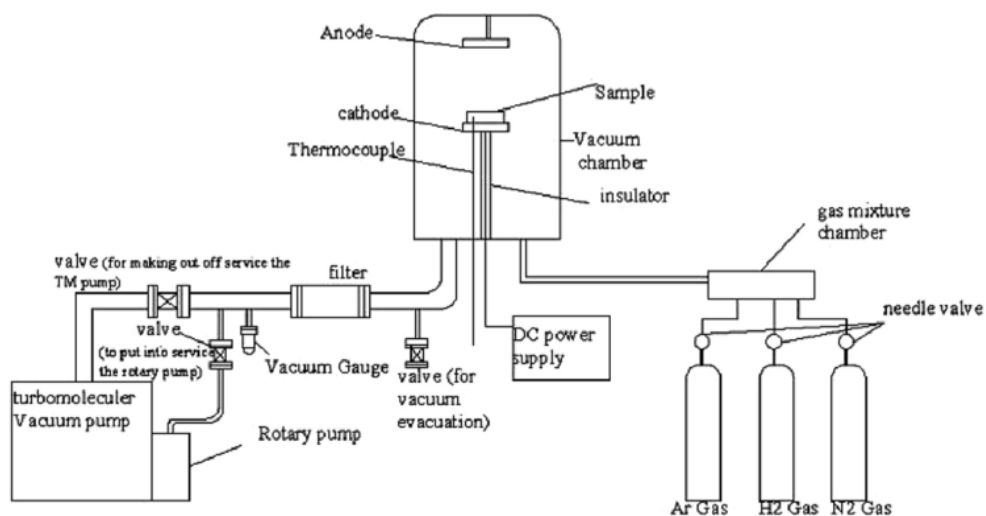 Anode
Sample
cathode
Vacuum
chamber
Thermocouple
insulator
gas mixture
chamber
valve (for making out off service the
TM pump)
filter
needle valve
valve
(to put into service
the rotary pump)
Vacuum Gauge
DC power
supply
valve (for
vacuum
evacuation)
turbomoleculer
Vacuum pump
Rotary pump
Ar Gas
H2 Gas
N2 Gas